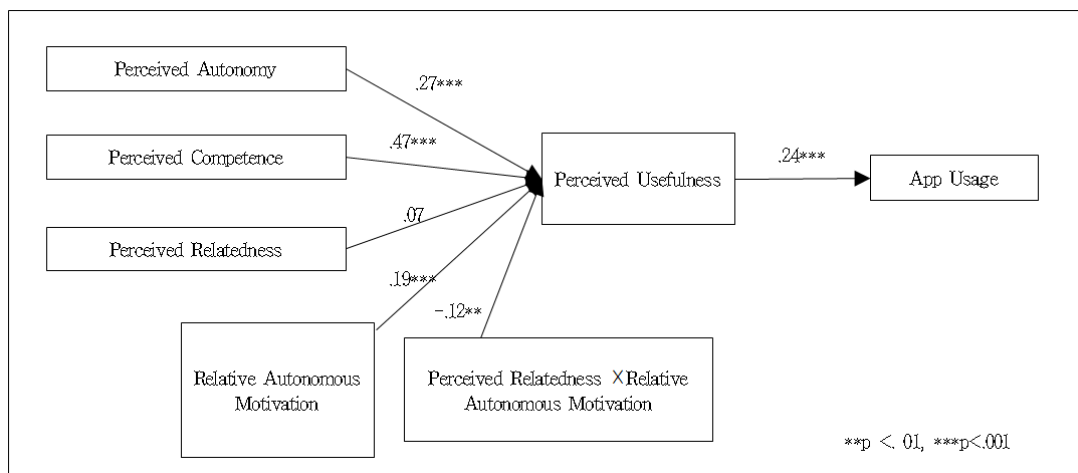 Perceived Autonomy
.27***
Perceived Competence
.47***
Perceived Usefulness
.24***
App Usage
Perceived Relatedness
.07
.19***
-.12**
Relative Autonomous
Motivation
Perceived Relatedness XRelative
Autonomous Motivation
**p <. 01, ***p<.001